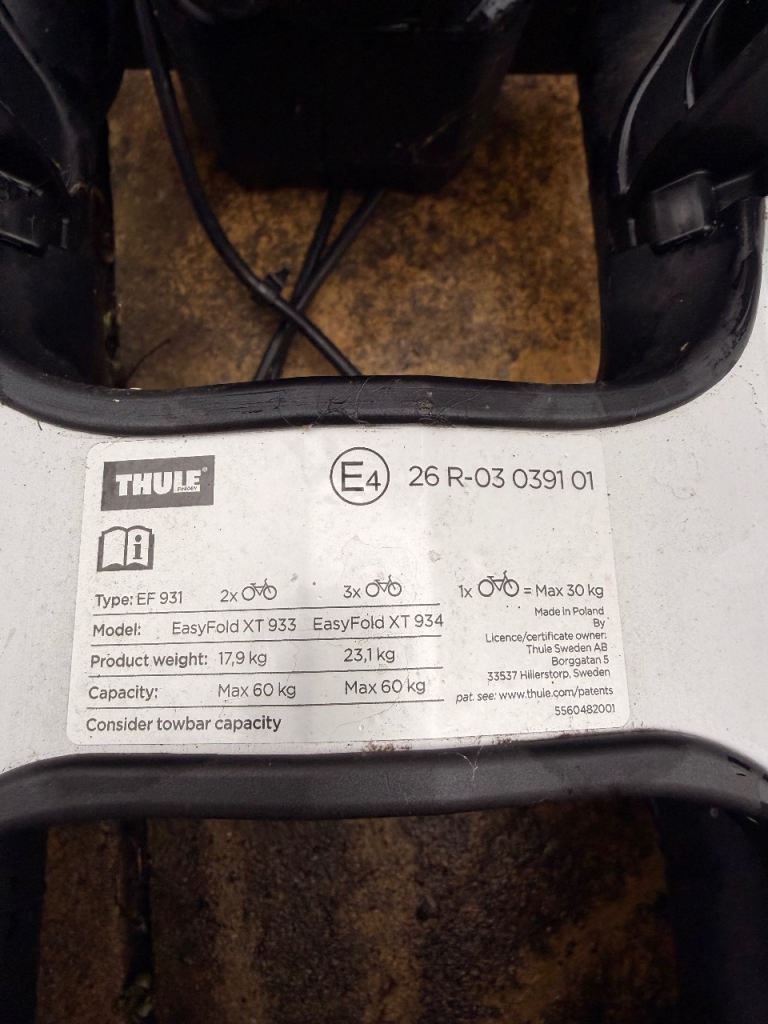 THULE
SWEDEN
E4 26 R-03 0391 01
i
Type: EF 931 2x 3x 1x = Max 30 kg
Model: EasyFold XT 933 EasyFold XT 934
Product weight: 17,9 kg 23,1 kg
Capacity: Max 60 kg Max 60 kg
Consider towbar capacity
Made in Poland
By
Licence/certificate owner:
Thule Sweden AB
Borggatan 5
33537 Hillerstorp, Sweden
pat. see: www.thule.com/patents
5560482001